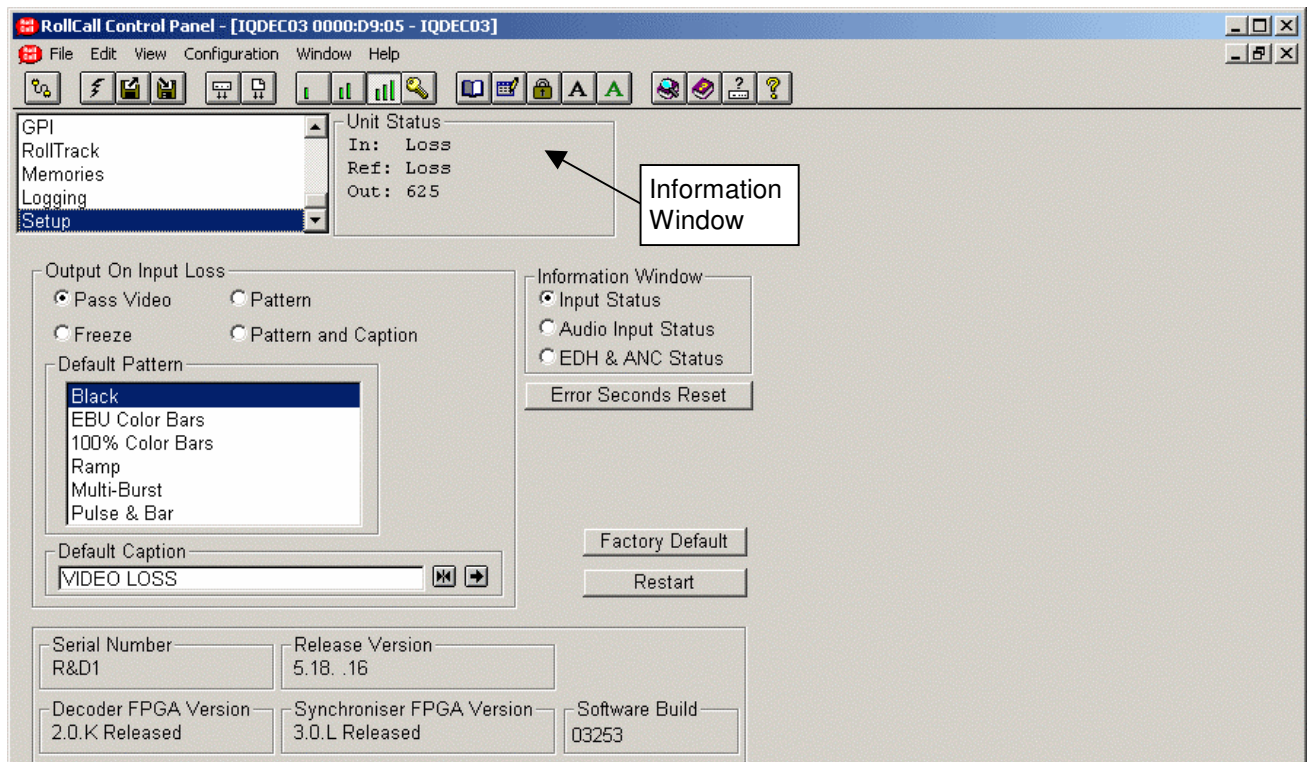 RollCall Control Panel - [IQDEC03 0000:D9:05 - IQDEC03]
File Edit View Configuration Window Help
GPI
RollTrack
Memories
Logging
Setup
Unit Status
In: Loss
Ref: Loss
Out: 625
Information
Window
Output On Input Loss
Pass Video
Pattern
Freeze
Pattern and Caption
Default Pattern
Black
EBU Color Bars
100% Color Bars
Ramp
Multi-Burst
Pulse & Bar
Default Caption
VIDEO LOSS
Information Window
Input Status
Audio Input Status
EDH & ANC Status
Error Seconds Reset
Factory Default
Restart
Serial Number
R&D1
Release Version
5.18. .16
Decoder FPGA Version
2.0.K Released
Synchroniser FPGA Version
3.0.L Released
Software Build
03253